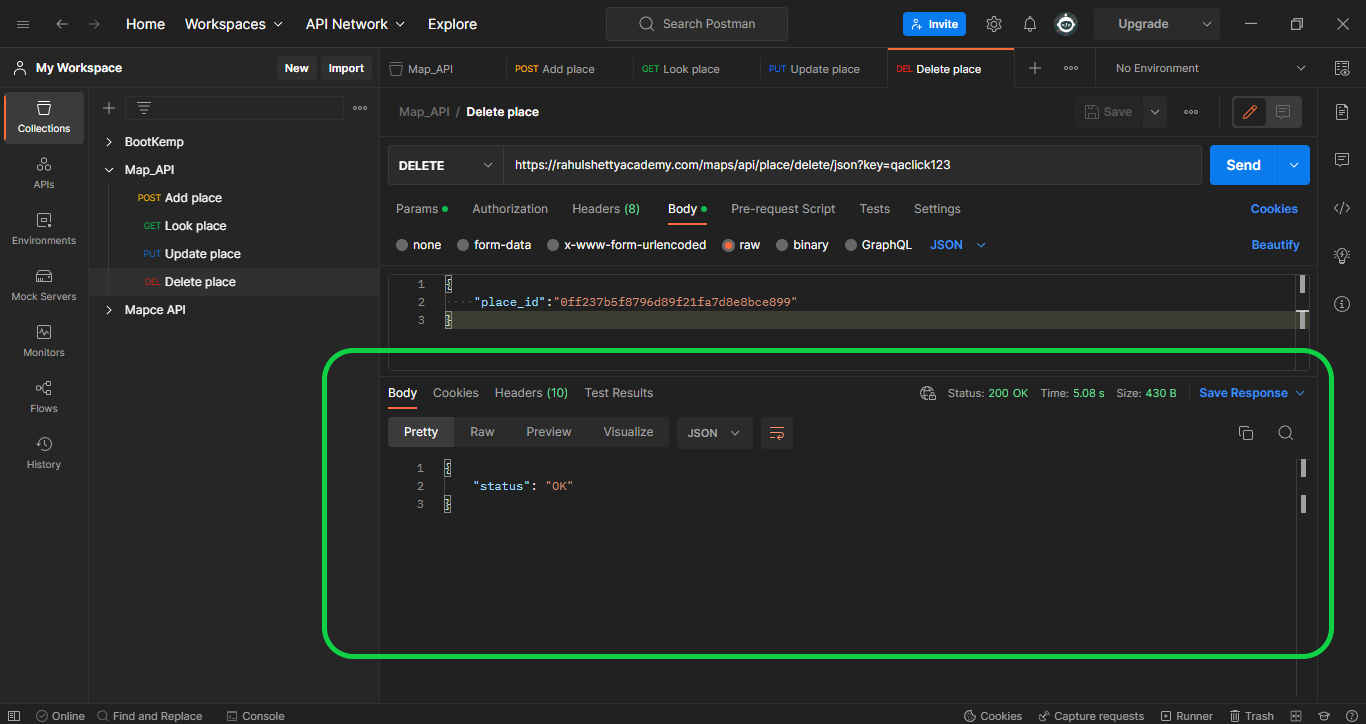 Home Workspaces API Network Explore Search Postman Invite Upgrade
My Workspace New Import Map_API POST Add place GET Look place PUT Update place DEL Delete place No Environment
Collections
APIs
Environments
Mock Servers
Monitors
Flows
History
BootKemp
Map_API
POST Add place
GET Look place
PUT Update place
DEL Delete place
Mapce API
Map_API / Delete place Save
DELETE https://rahulshettyacademy.com/maps/api/place/delete/json?key=qaclick123 Send
Params Authorization Headers (8) Body Pre-request Script Tests Settings Cookies
none form-data x-www-form-urlencoded raw binary GraphQL JSON Beautify
1 {
2 "place_id":"0ff237b5f8796d89f21fa7d8e8bce899"
3 }
Body Cookies Headers (10) Test Results Status: 200 OK Time: 5.08 s Size: 430 B Save Response
Pretty Raw Preview Visualize JSON
1 {
2 "status": "OK"
3 }
Online Find and Replace Console Cookies Capture requests Runner Trash